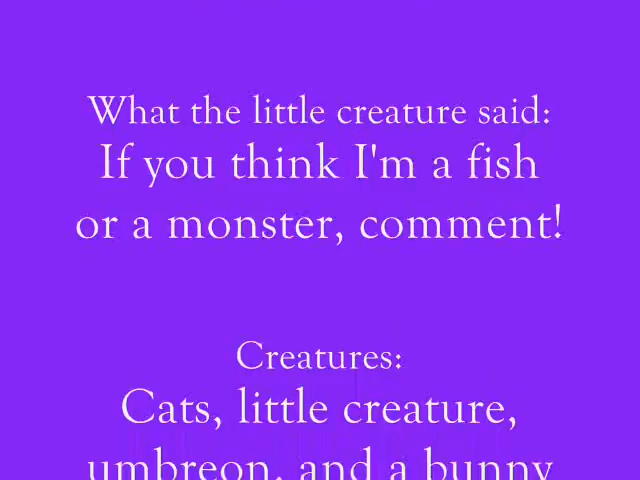 What the little creature said:
If you think I'm a fish
or a monster, comment!
Creatures:
Cats, little creature,
umbreon, and a bunny